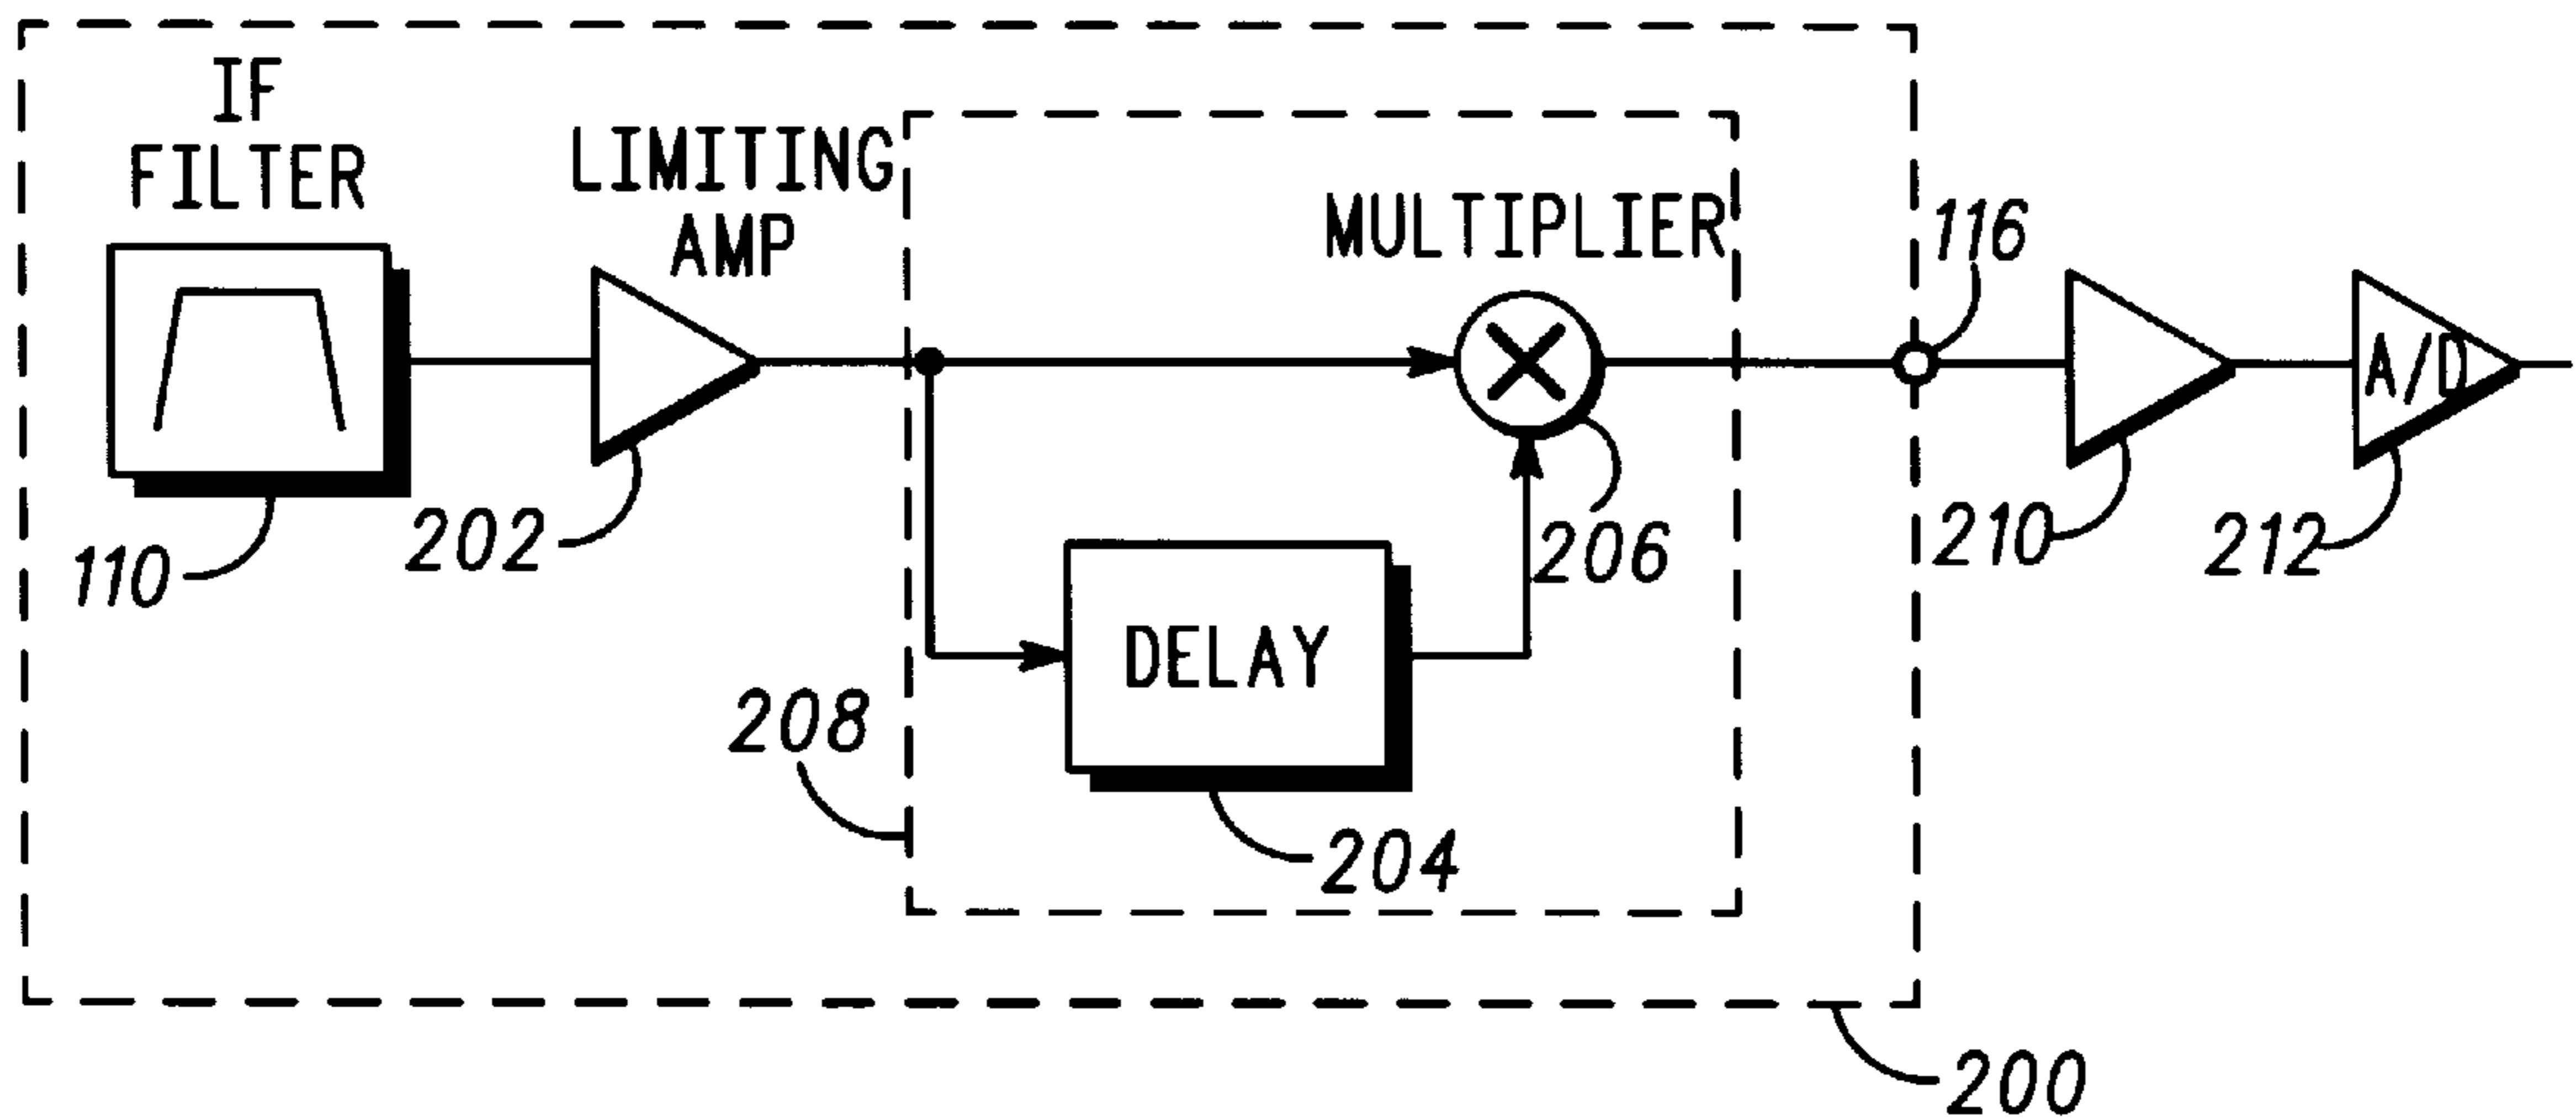 IF
FILTER
LIMITING
AMP
MULTIPLIER
116
A/D
110
202
206
210
212
DELAY
208
204
200